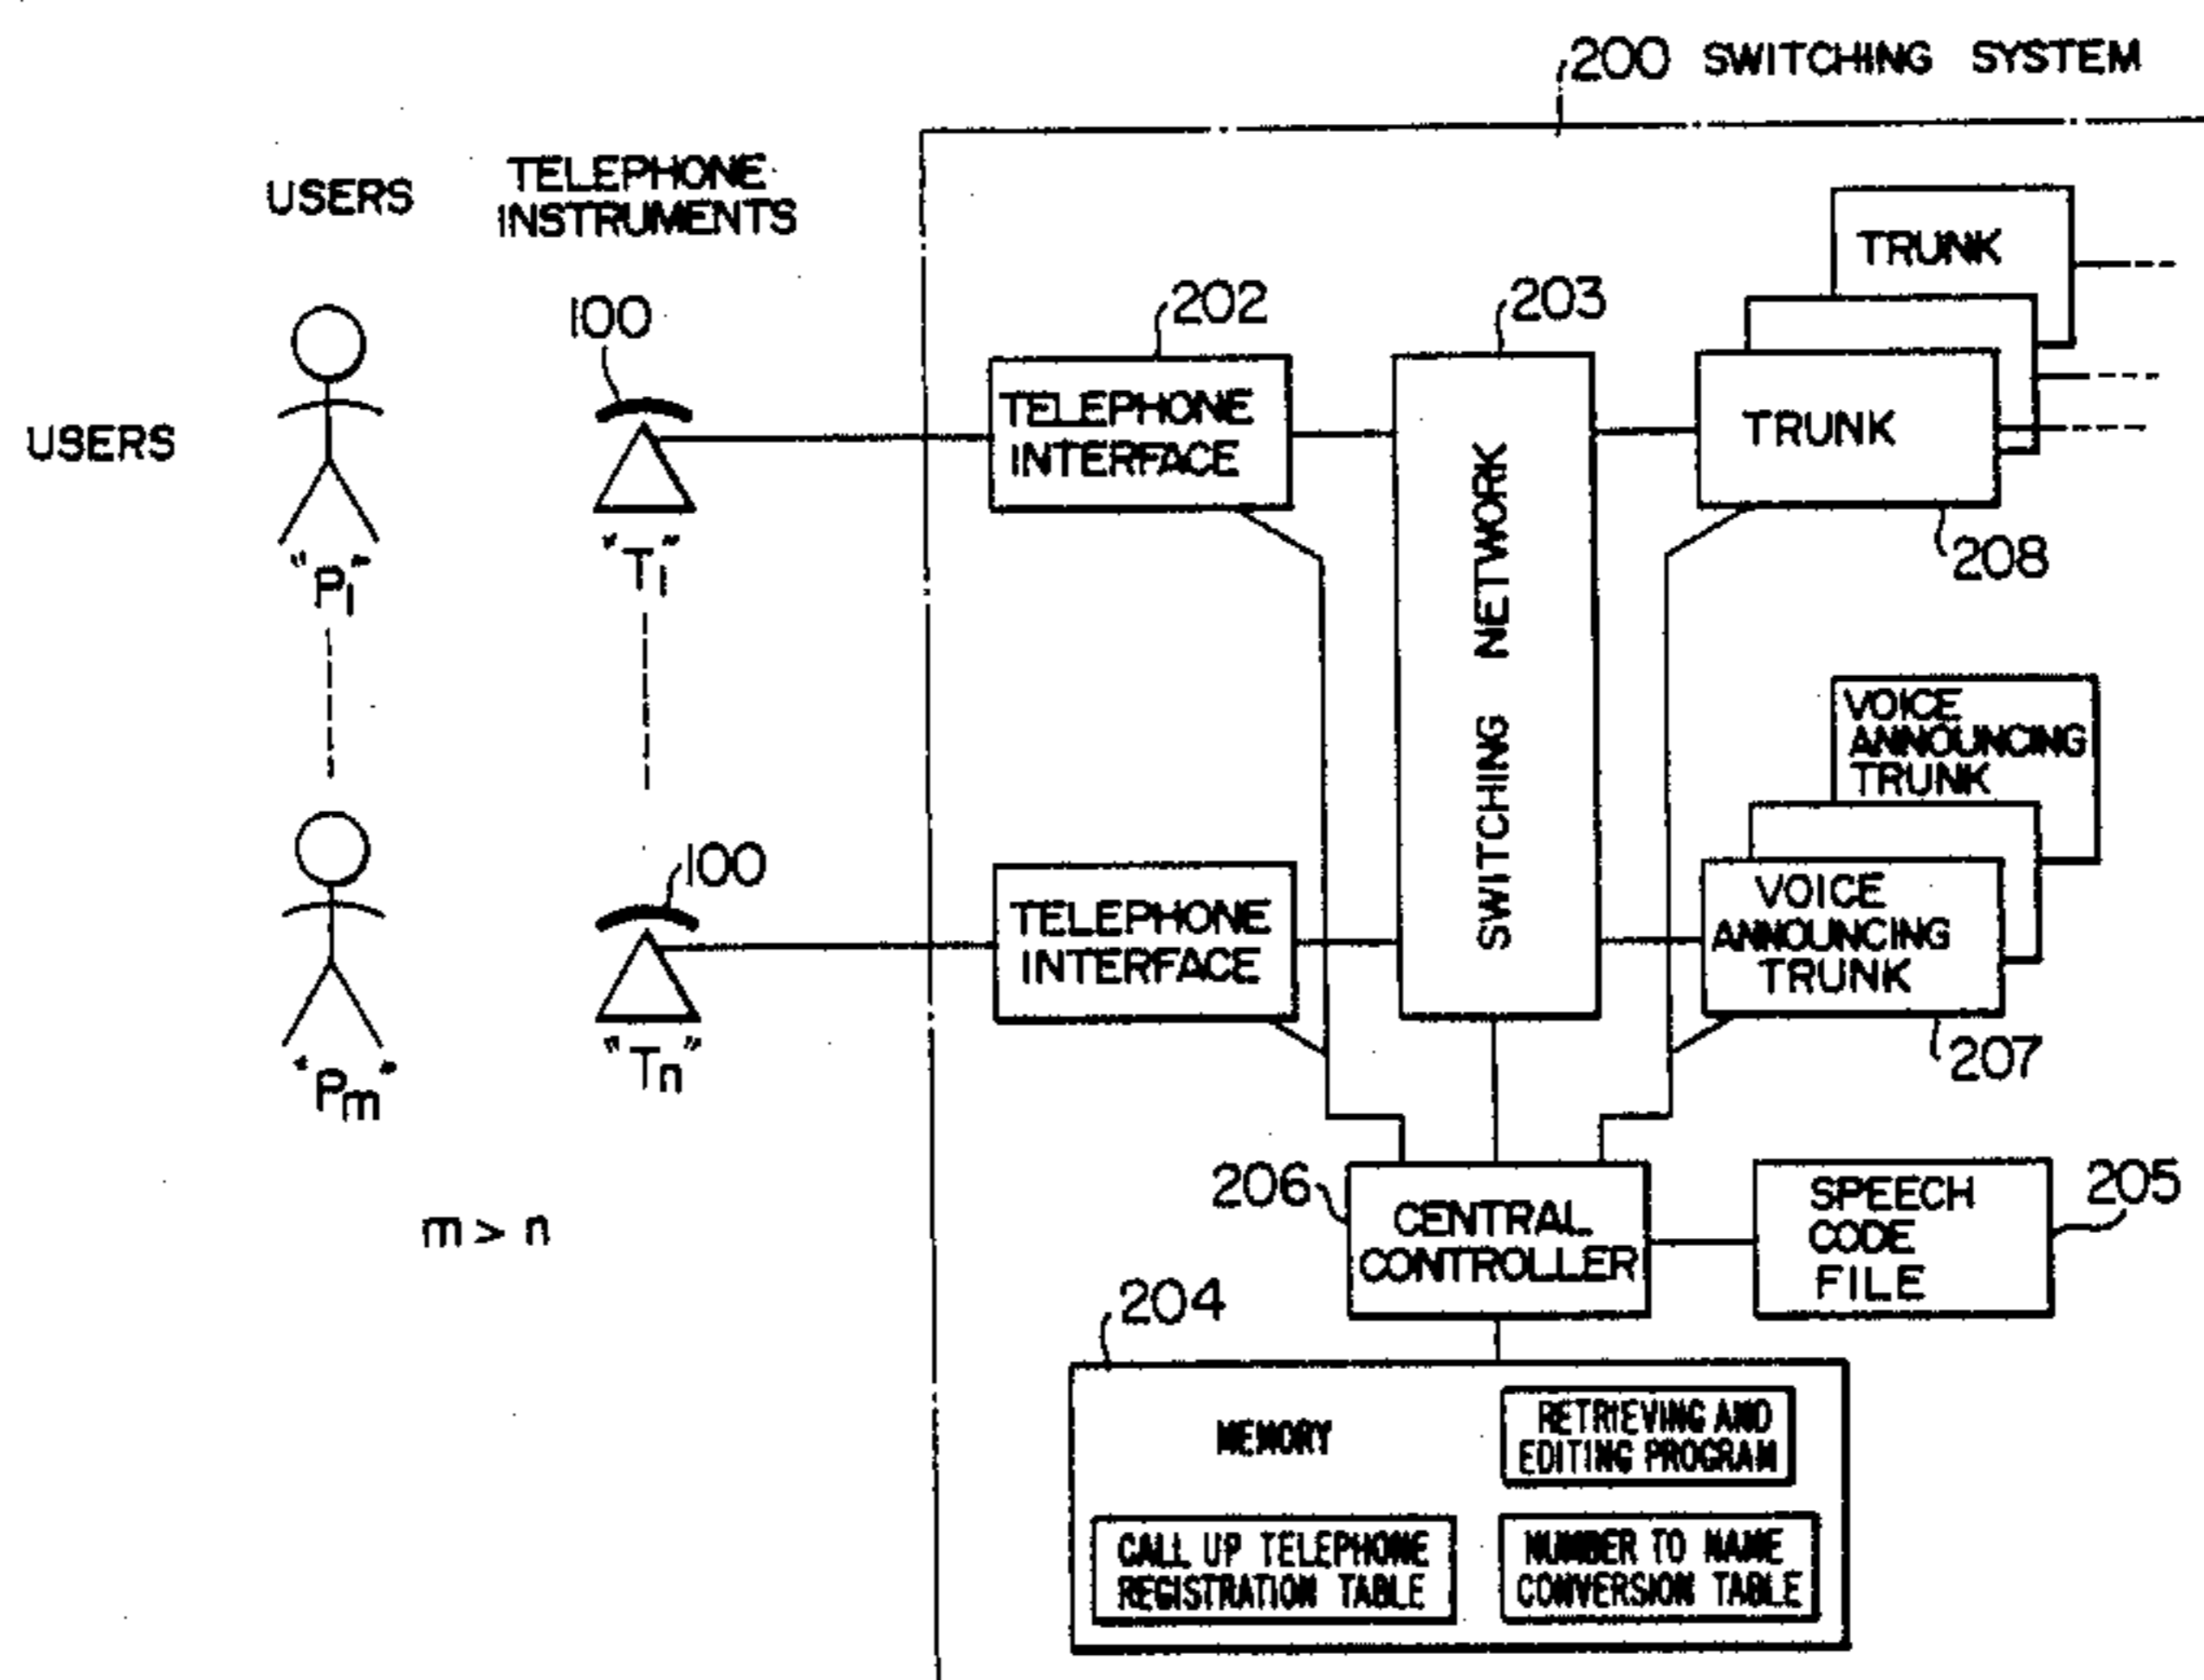 200 SWITCHING SYSTEM
USERS
TELEPHONE
INSTRUMENTS
TRUNK
100
202
203
USERS
TELEPHONE
INTERFACE
TRUNK
208
"P1"
"T1"
SWITCHING NETWORK
VOICE
ANNOUNCING
TRUNK
100
TELEPHONE
INTERFACE
VOICE
ANNOUNCING
TRUNK
207
"Pm"
"Tn"
m > n
206
CENTRAL
CONTROLLER
SPEECH
CODE
FILE
205
204
MEMORY
RETRIEVING AND
EDITING PROGRAM
CALL UP TELEPHONE
REGISTRATION TABLE
NUMBER TO NAME
CONVERSION TABLE